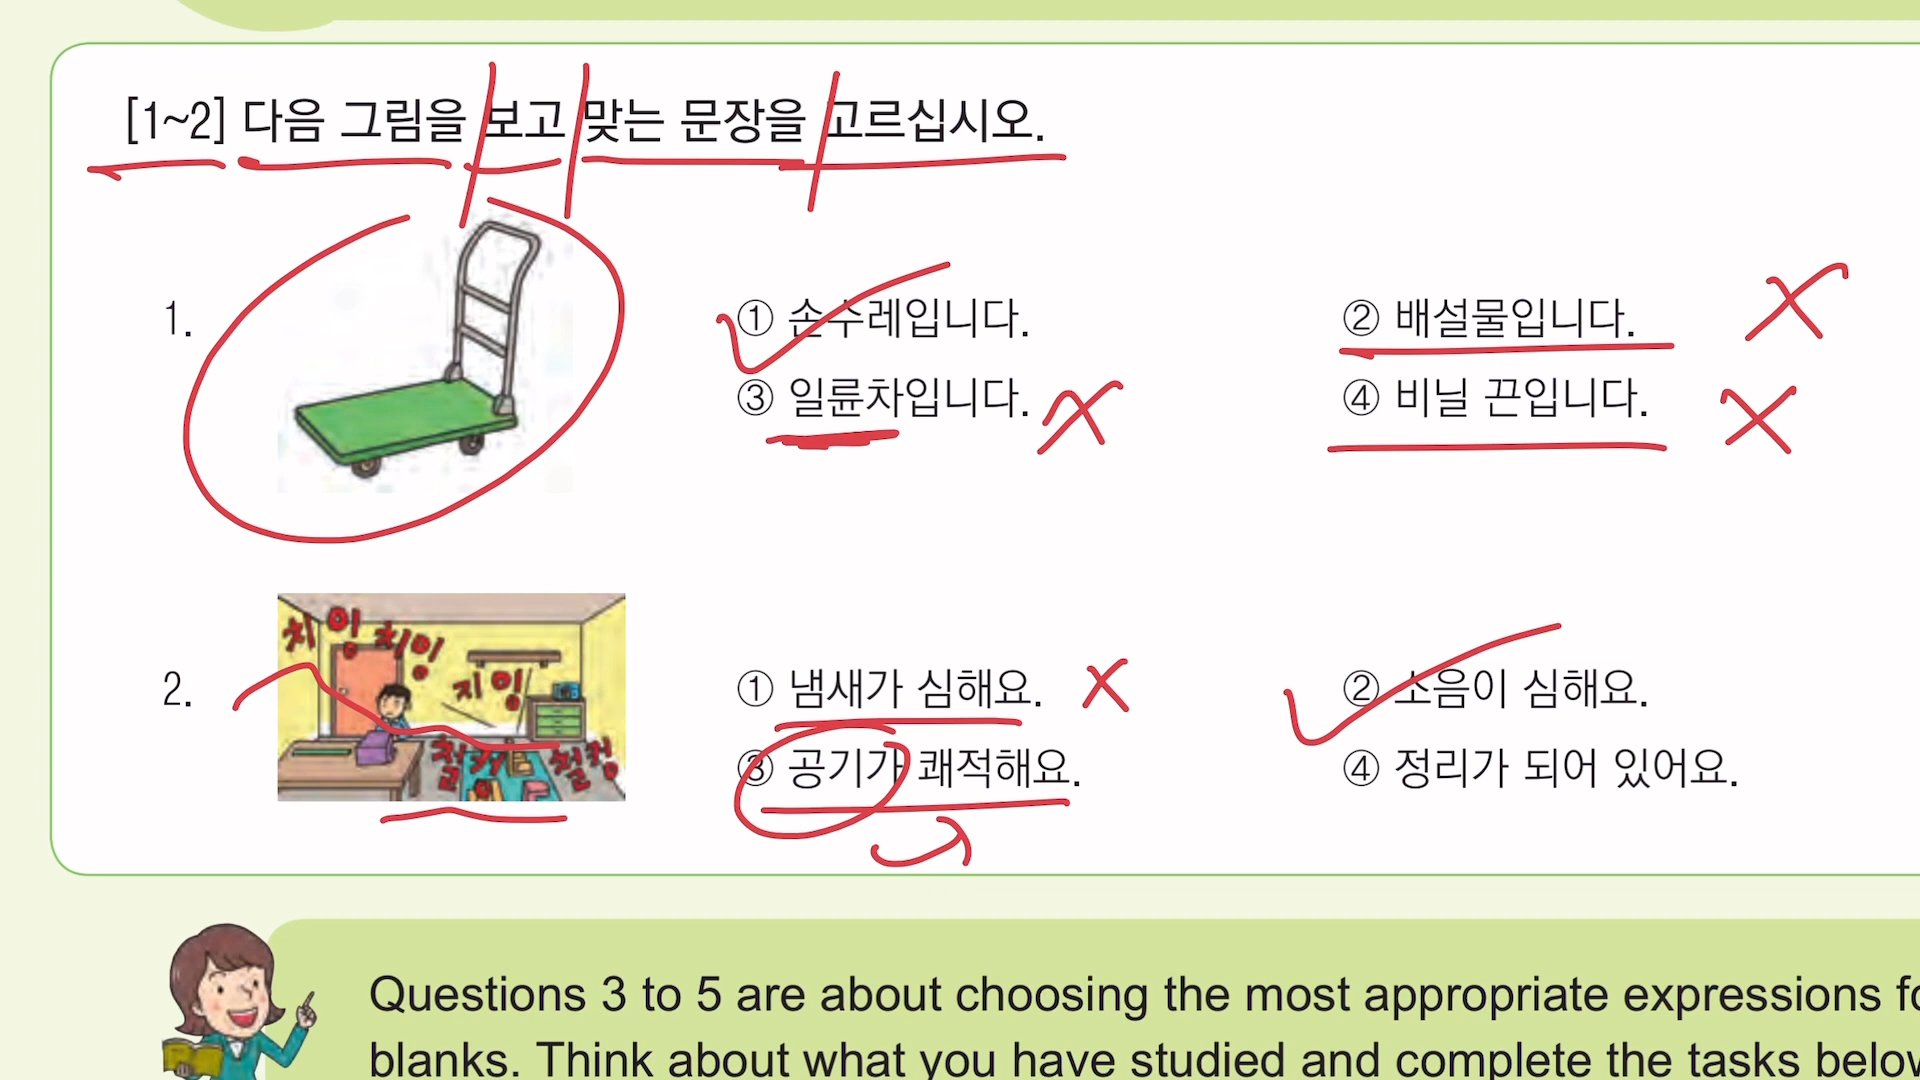 [1~2] 다음 그림을 보고 맞는 문장을 고르십시오.
1.
① 손수레입니다.
② 배설물입니다.
③ 일륜차입니다.
④ 비닐 끈입니다.
2.
치잉 치잉
지잉
철컹 철컹
① 냄새가 심해요.
② 소음이 심해요.
③ 공기가 쾌적해요.
④ 정리가 되어 있어요.
Questions 3 to 5 are about choosing the most appropriate expressions
blanks. Think about what you have studied and complete the tasks below